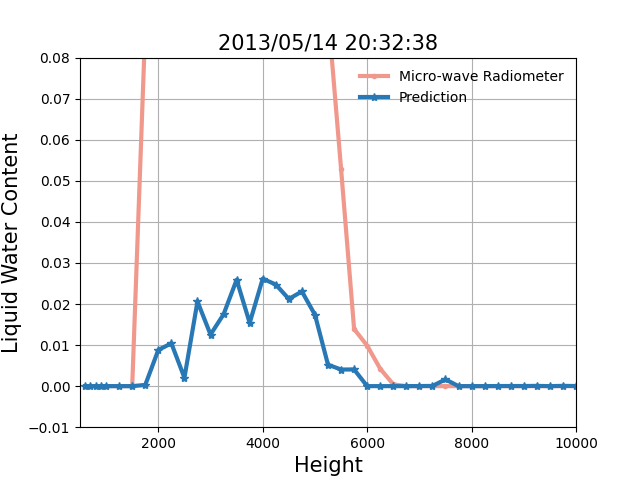 2013/05/14 20:32:38
0.08
0.07
0.06
0.05
0.04
0.03
0.02
0.01
0.00
−0.01
Liquid Water Content
Micro-wave Radiometer
Prediction
2000 4000 6000 8000 10000
Height